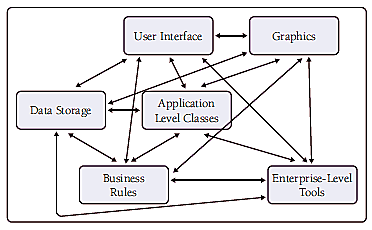 User Interface
Graphics
Data Storage
Application
Level Classes
Business
Rules
Enterprise-Level
Tools